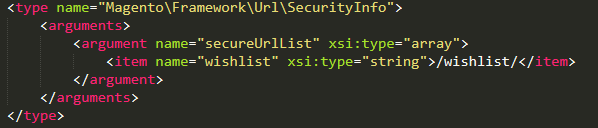 <type name="Magento\Framework\Url\SecurityInfo">
<arguments>
<argument name="secureUrlList" xsi:type="array">
<item name="wishlist" xsi:type="string">/wishlist/</item>
</argument>
</arguments>
</type>